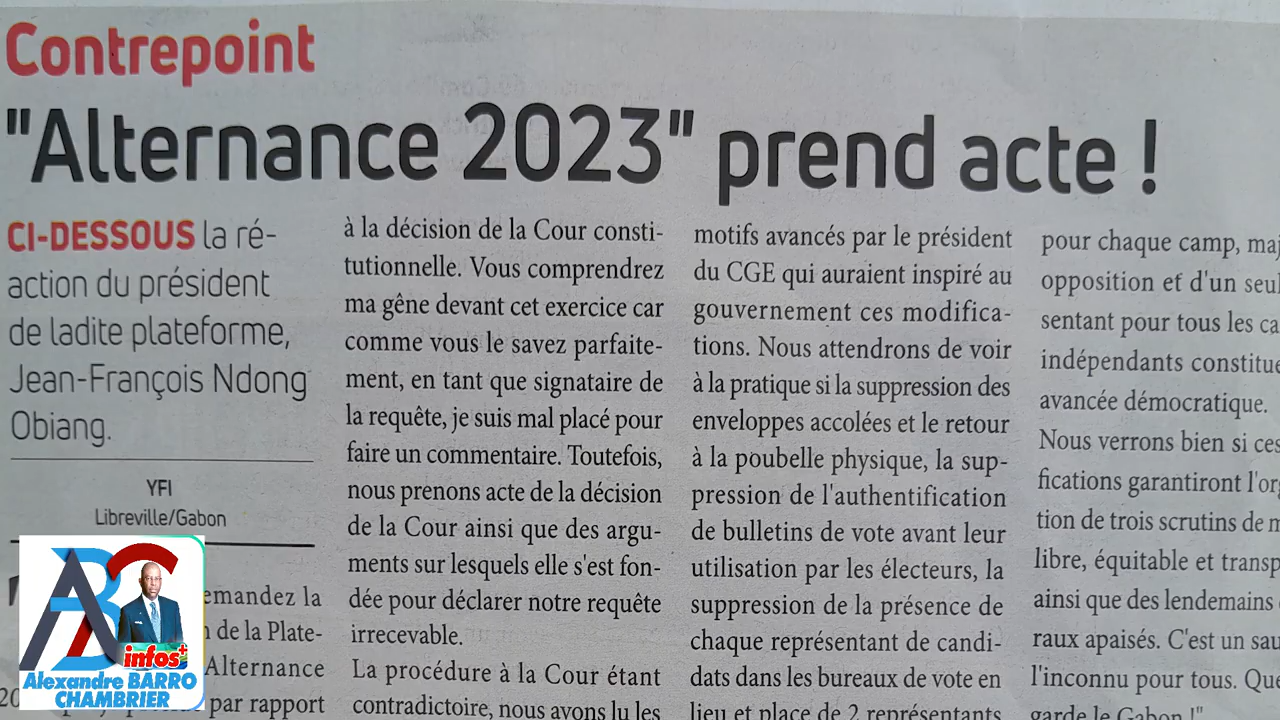 Contrepoint
"Alternance 2023" prend acte !
CI-DESSOUS la ré-
action du président
de ladite plateforme,
Jean-François Ndong
Obiang.
YFI
Libreville/Gabon
emandez la
de la Plate-
Alternance
par rapport
à la décision de la Cour consti-
tutionnelle. Vous comprendrez
ma gêne devant cet exercice car
comme vous le savez parfaite-
ment, en tant que signataire de
la requête, je suis mal placé pour
faire un commentaire. Toutefois,
nous prenons acte de la décision
de la Cour ainsi que des argu-
ments sur lesquels elle s'est fon-
dée pour déclarer notre requête
irrecevable.
La procédure à la Cour étant
contradictoire, nous avons lu les
motifs avancés par le président
du CGE qui auraient inspiré au
gouvernement ces modifica-
tions. Nous attendrons de voir
à la pratique si la suppression des
enveloppes accolées et le retour
à la poubelle physique, la sup-
pression de l'authentification
de bulletins de vote avant leur
utilisation par les électeurs, la
suppression de la présence de
chaque représentant de candi-
dats dans les bureaux de vote en
lieu et place de 2 représentants
pour chaque camp, maj
opposition et d'un seul
sentant pour tous les ca
indépendants constitue
avancée démocratique.
Nous verrons bien si ces
fications garantiront l'org
tion de trois scrutins de m
libre, équitable et transp
ainsi que des lendemains
raux apaisés. C'est un sau
l'inconnu pour tous. Que
garde le Gabon !"
ABC
infos+
Alexandre BARRO
CHAMBRIER